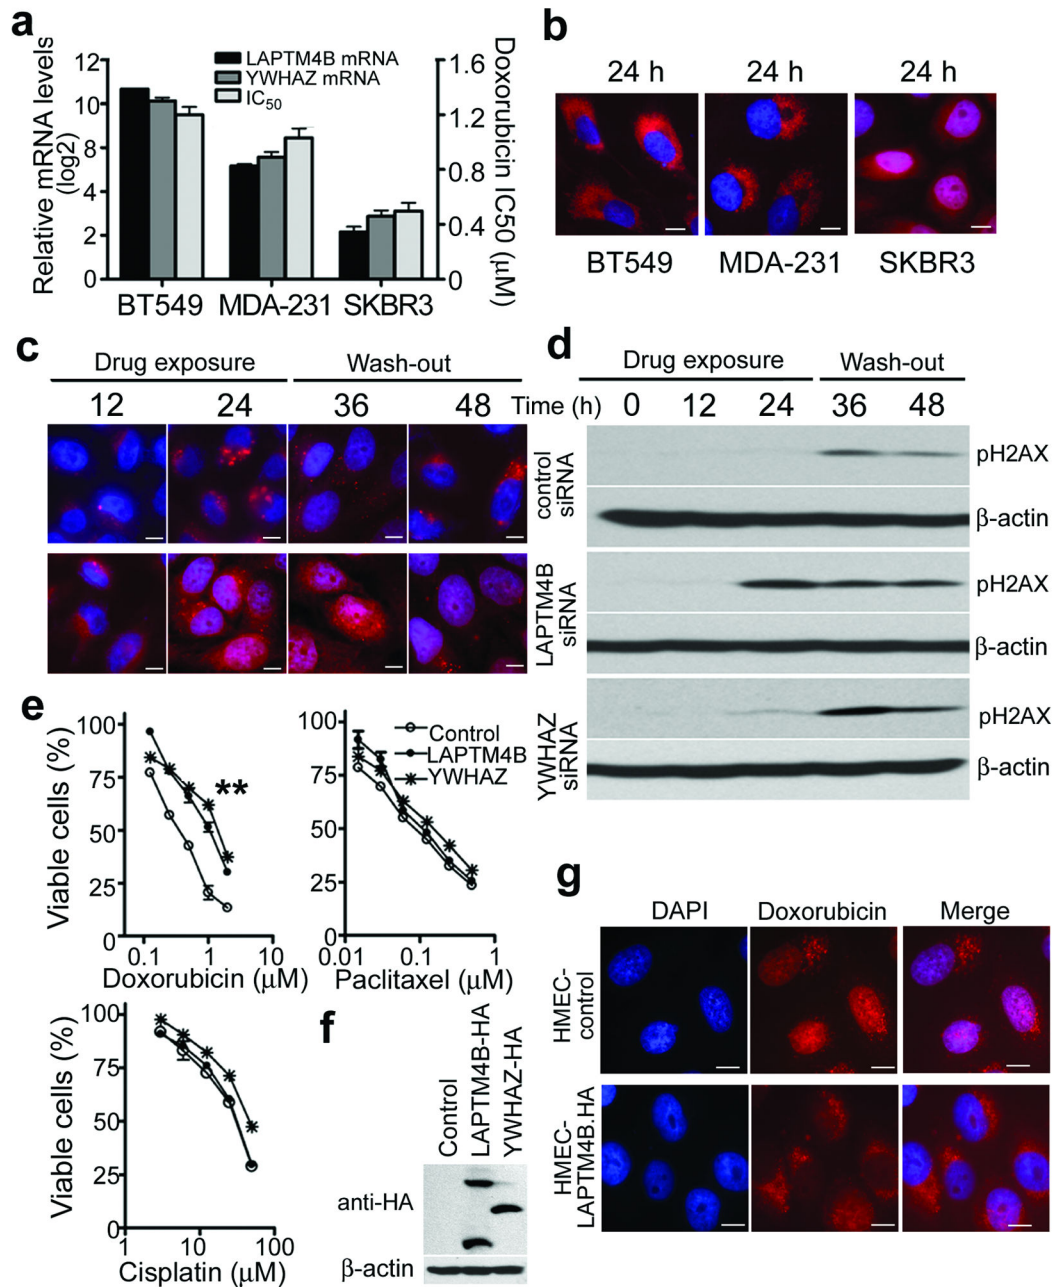 a
Relative mRNA levels
(log2)
12
10
8
4
2
0
LAPTM4B mRNA
YWHAZ mRNA
IC50
1.6
1.2
0.8
0.4
0
Doxorubicin IC50 (μM)
BT549 MDA-231 SKBR3
b
24 h 24 h 24 h
BT549 MDA-231 SKBR3
c
Drug exposure Wash-out
12 24 36 48
control siRNA
LAPTM4B siRNA
d
Drug exposure Wash-out
Time (h) 0 12 24 36 48
pH2AX
β-actin
pH2AX
β-actin
YWHAZ siRNA
pH2AX
β-actin
e
Viable cells (%)
100
75
50
25
0
**
0.1 1 10
Doxorubicin (μM)
100
75
50
25
0
Control
LAPTM4B
YWHAZ
0.01 0.1 1
Paclitaxel (μM)
Viable cells (%)
100
75
50
25
0
1 10 100
Cisplatin (μM)
f
Control
LAPTM4B-HA
YWHAZ-HA
anti-HA
β-actin
g
DAPI Doxorubicin Merge
HMEC-
control
HMEC-
LAPTM4B.HA